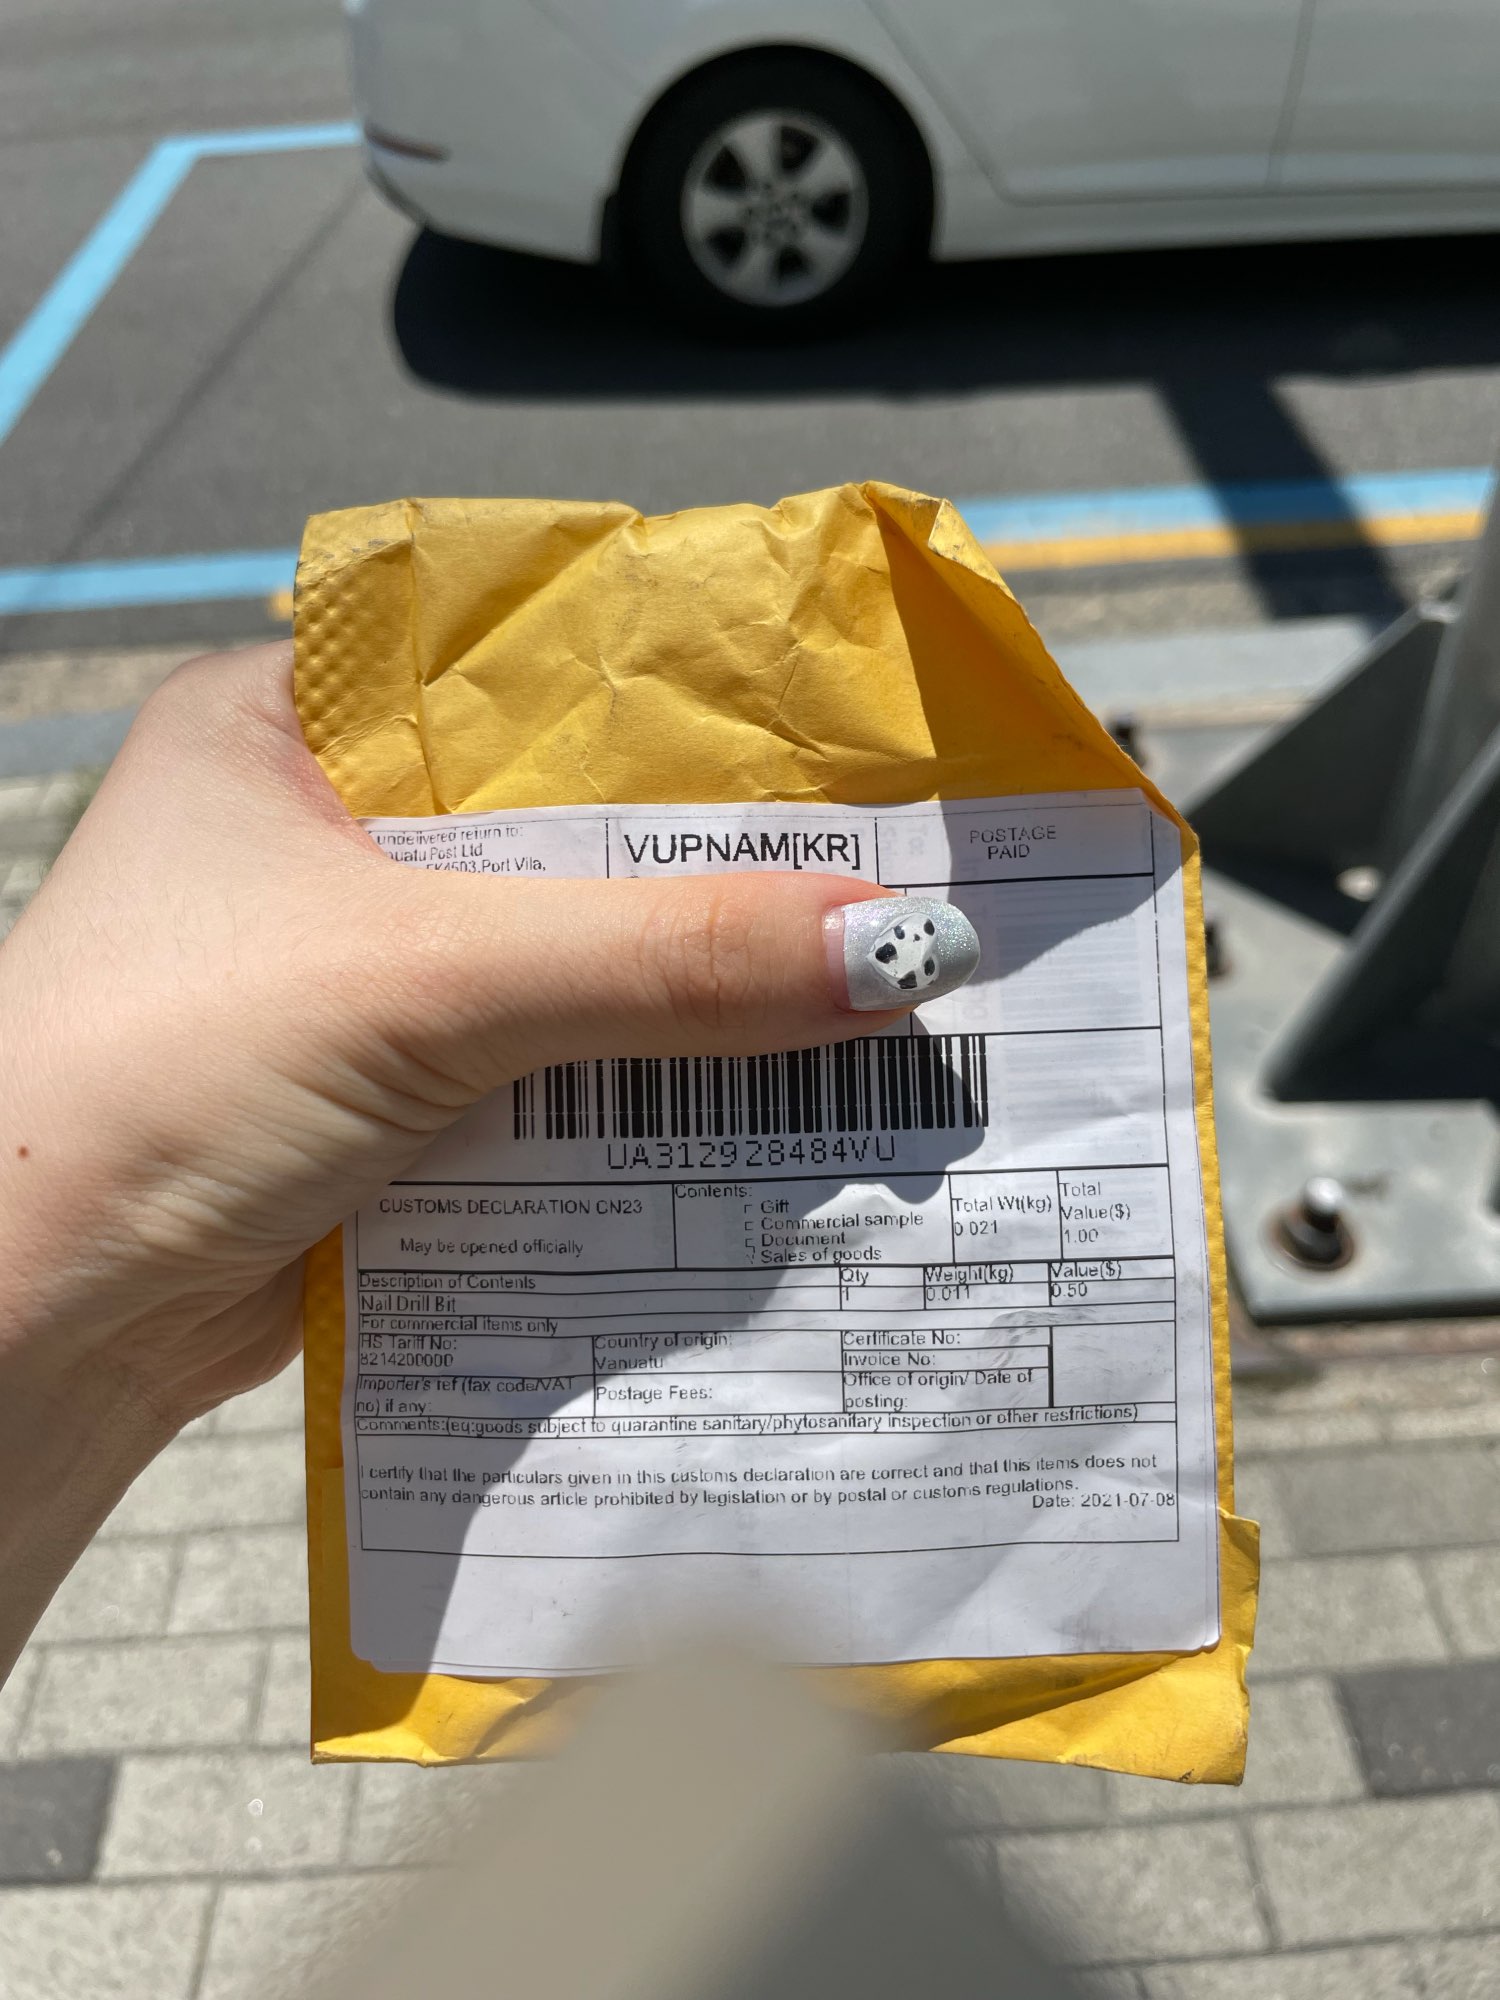 undelivered return to:
Post Ltd
Port Vila,
VUPNAM[KR]
POSTAGE
PAID
UA312928484VU
CUSTOMS DECLARATION CN23
May be opened officially
Contents:
Gift
Commercial sample
Document
Sales of goods
Total Wt(kg)
0.021
Total
Value($)
1.00
Description of Contents Qty Weight(kg) Value($)
Nail Drill Bit 1 0.011 0.50
For commercial items only
HS Tariff No:
8214200000
Country of origin:
Vanuatu
Certificate No:
Invoice No:
Importer's ref (tax code/VAT
no) if any:
Postage Fees:
Office of origin/ Date of
posting:
Comments:(eg:goods subject to quarantine sanitary/phytosanitary inspection or other restrictions)
I certify that the particulars given in this customs declaration are correct and that this items does not
contain any dangerous article prohibited by legislation or by postal or customs regulations.
Date: 2021-07-08